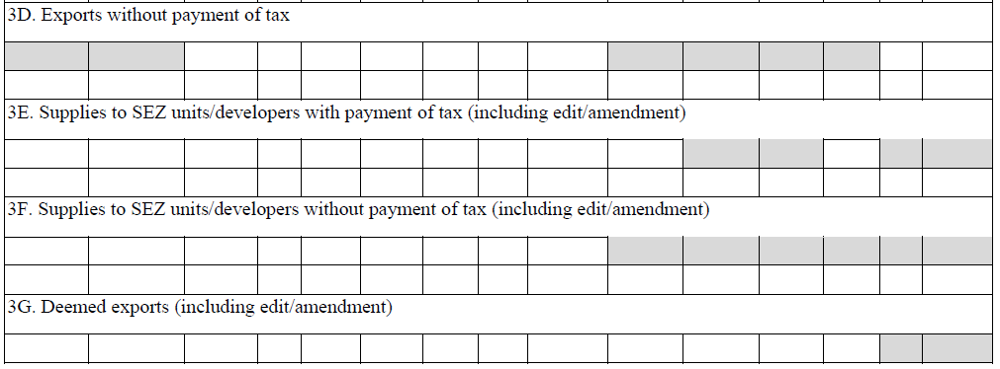 3D. Exports without payment of tax
3E. Supplies to SEZ units/developers with payment of tax (including edit/amendment)
3F. Supplies to SEZ units/developers without payment of tax (including edit/amendment)
3G. Deemed exports (including edit/amendment)